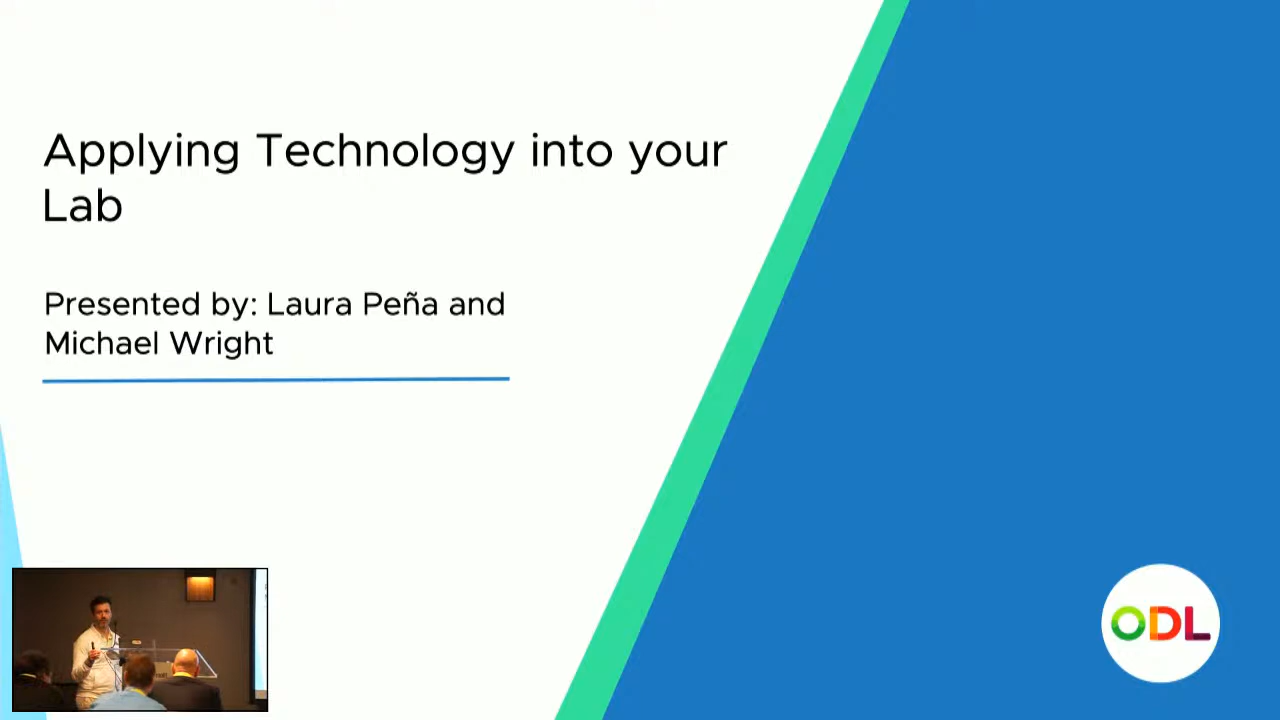 Applying Technology into your
Lab
Presented by: Laura Peña and
Michael Wright
ODL